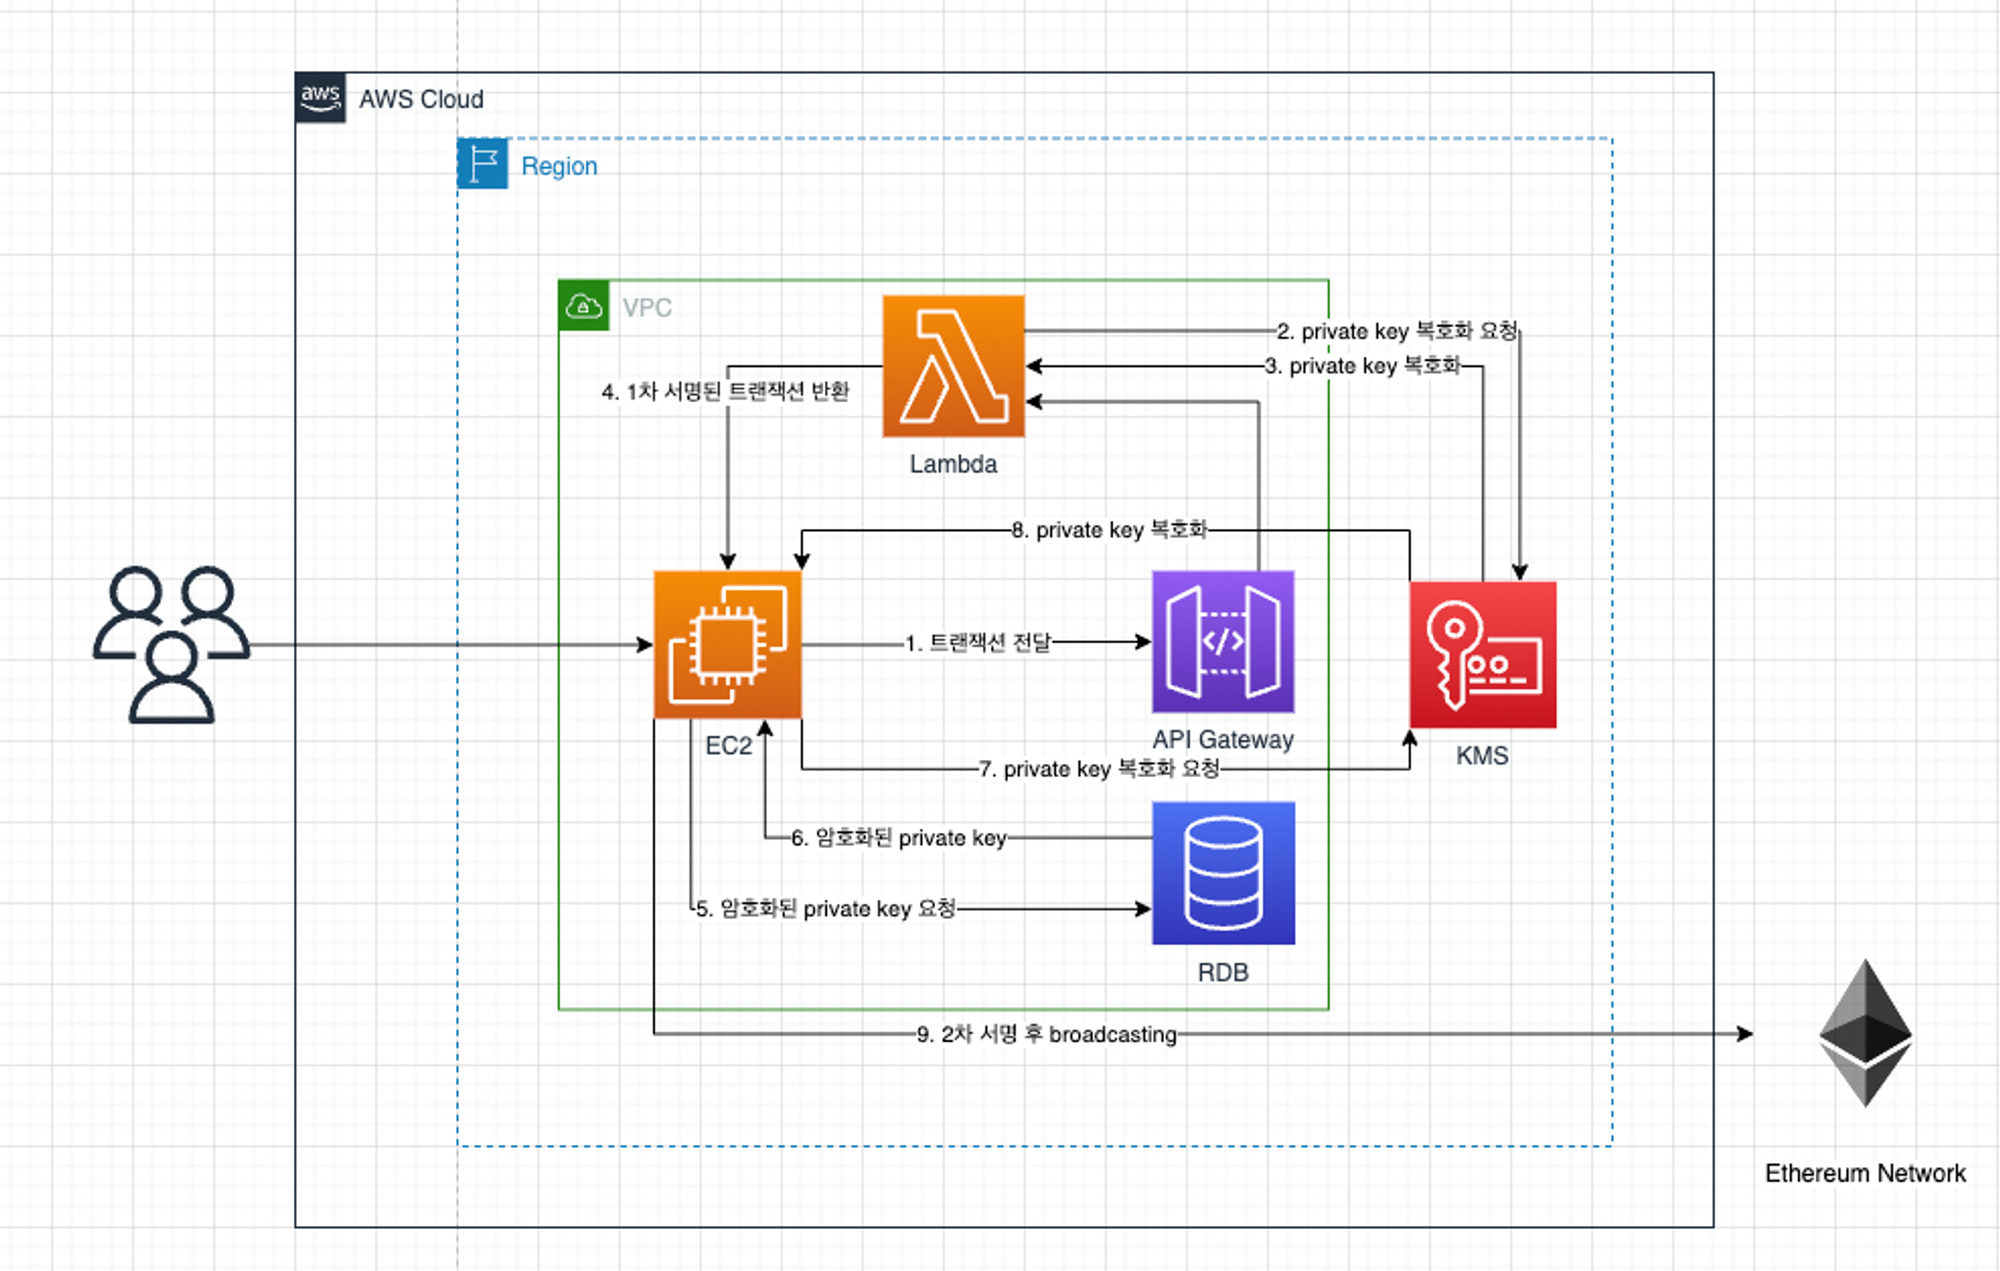 aws
AWS Cloud
Region
VPC
2. private key 복호화 요청
3. private key 복호화
4. 1차 서명된 트랜잭션 반환
Lambda
8. private key 복호화
1. 트랜잭션 전달
</>
EC2
API Gateway
KMS
7. private key 복호화 요청
6. 암호화된 private key
5. 암호화된 private key 요청
RDB
9. 2차 서명 후 broadcasting
Ethereum Network